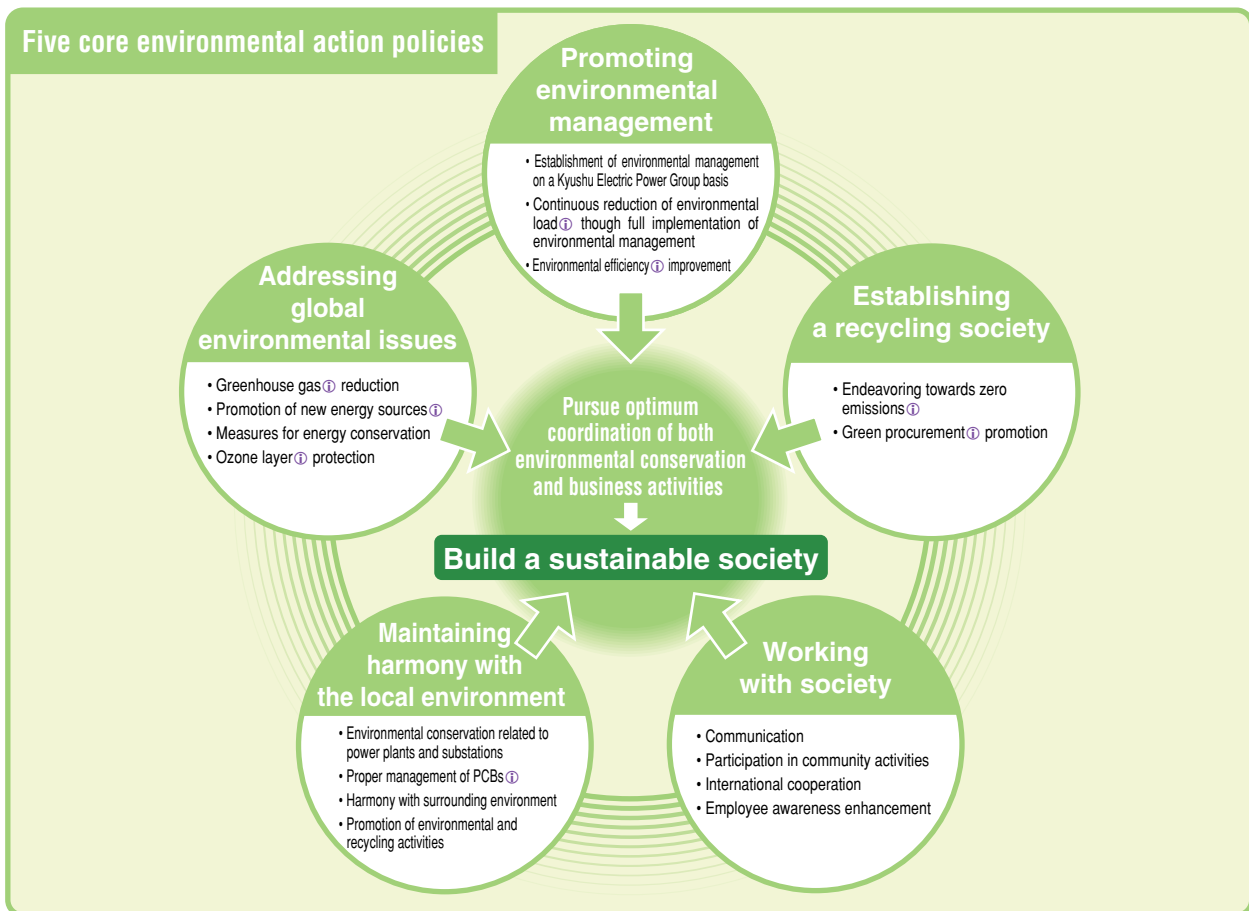 Five core environmental action policies
Promoting
environmental
management
• Establishment of environmental management
on a Kyushu Electric Power Group basis
• Continuous reduction of environmental
load ⓘ though full implementation of
environmental management
• Environmental efficiency ⓘ improvement
Addressing
global
environmental issues
• Greenhouse gas ⓘ reduction
• Promotion of new energy sources ⓘ
• Measures for energy conservation
• Ozone layer ⓘ protection
Establishing
a recycling society
• Endeavoring towards zero
emissions ⓘ
• Green procurement ⓘ promotion
Pursue optimum
coordination of both
environmental conservation
and business activities
Build a sustainable society
Maintaining
harmony with
the local environment
• Environmental conservation related to
power plants and substations
• Proper management of PCBs ⓘ
• Harmony with surrounding environment
• Promotion of environmental and
recycling activities
Working
with society
• Communication
• Participation in community activities
• International cooperation
• Employee awareness enhancement